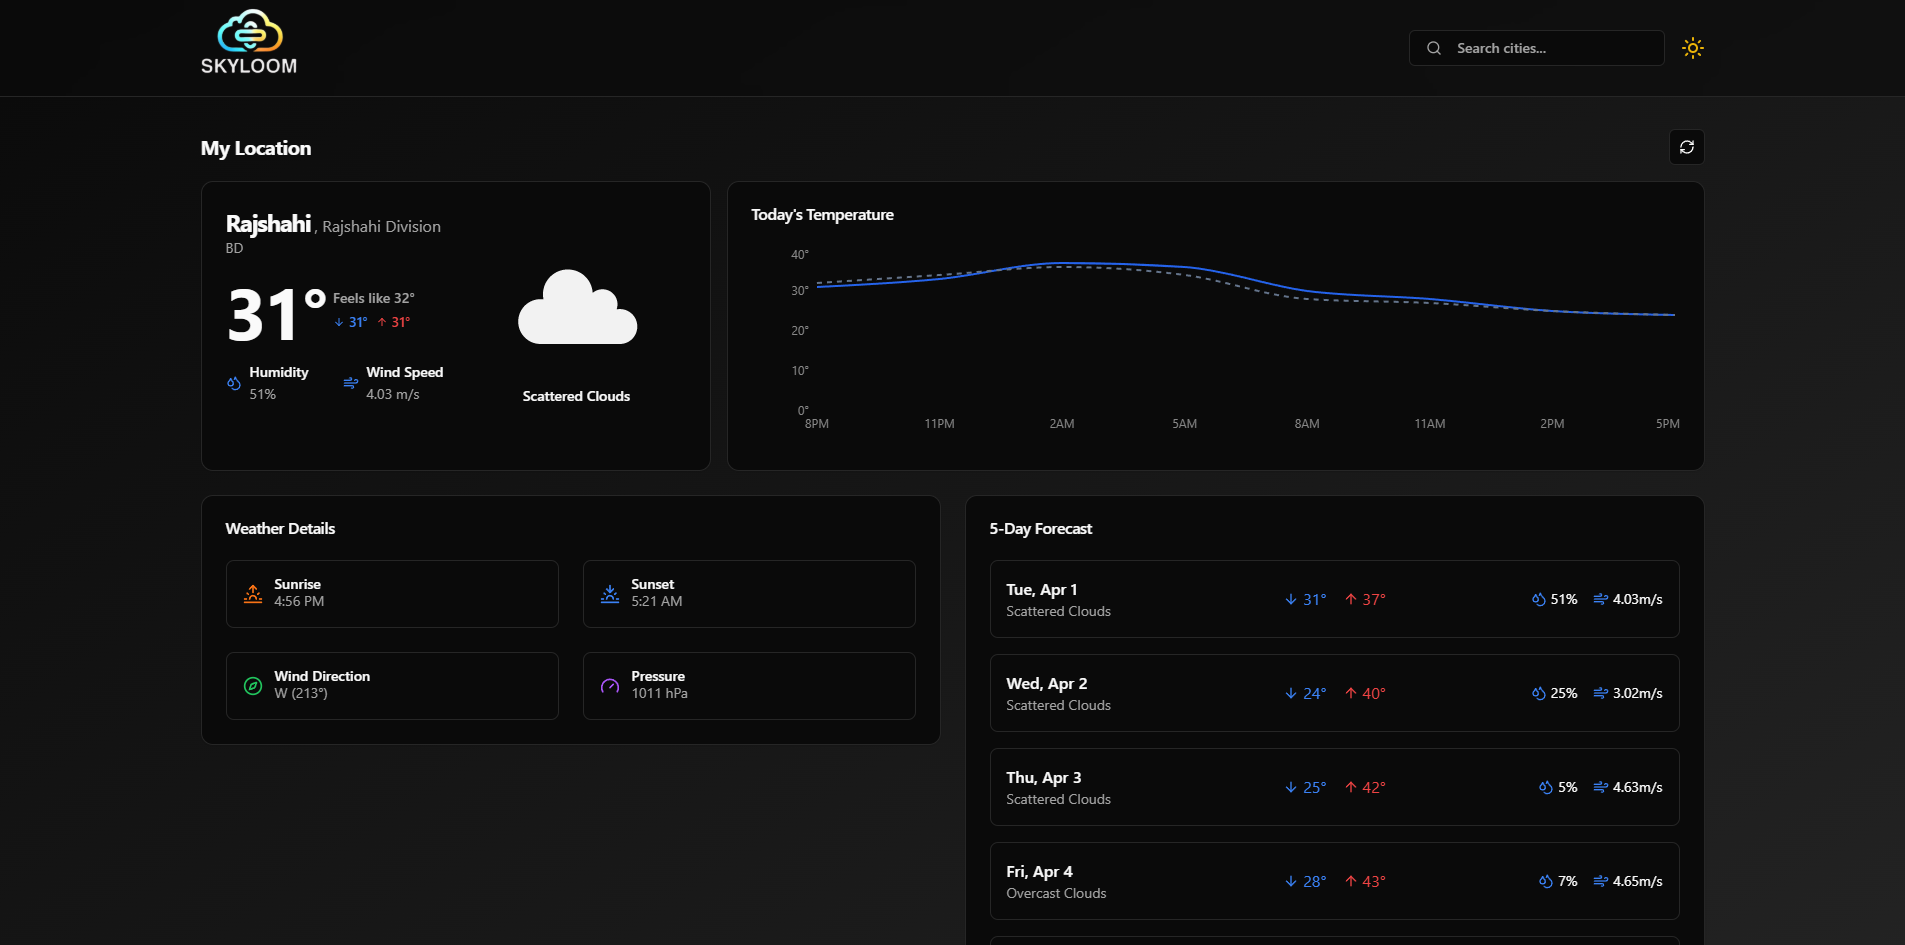 SKYLOOM
Search cities...
My Location
Rajshahi, Rajshahi Division
BD
31°
Feels like 32°
↓ 31° ↑ 31°
Humidity
51%
Wind Speed
4.03 m/s
Scattered Clouds
Today's Temperature
40°
30°
20°
10°
0°
8PM 11PM 2AM 5AM 8AM 11AM 2PM 5PM
Weather Details
Sunrise
4:56 PM
Sunset
5:21 AM
Wind Direction
W (213°)
Pressure
1011 hPa
5-Day Forecast
Tue, Apr 1
Scattered Clouds
↓ 31° ↑ 37°
51% 4.03m/s
Wed, Apr 2
Scattered Clouds
↓ 24° ↑ 40°
25% 3.02m/s
Thu, Apr 3
Scattered Clouds
↓ 25° ↑ 42°
5% 4.63m/s
Fri, Apr 4
Overcast Clouds
↓ 28° ↑ 43°
7% 4.65m/s